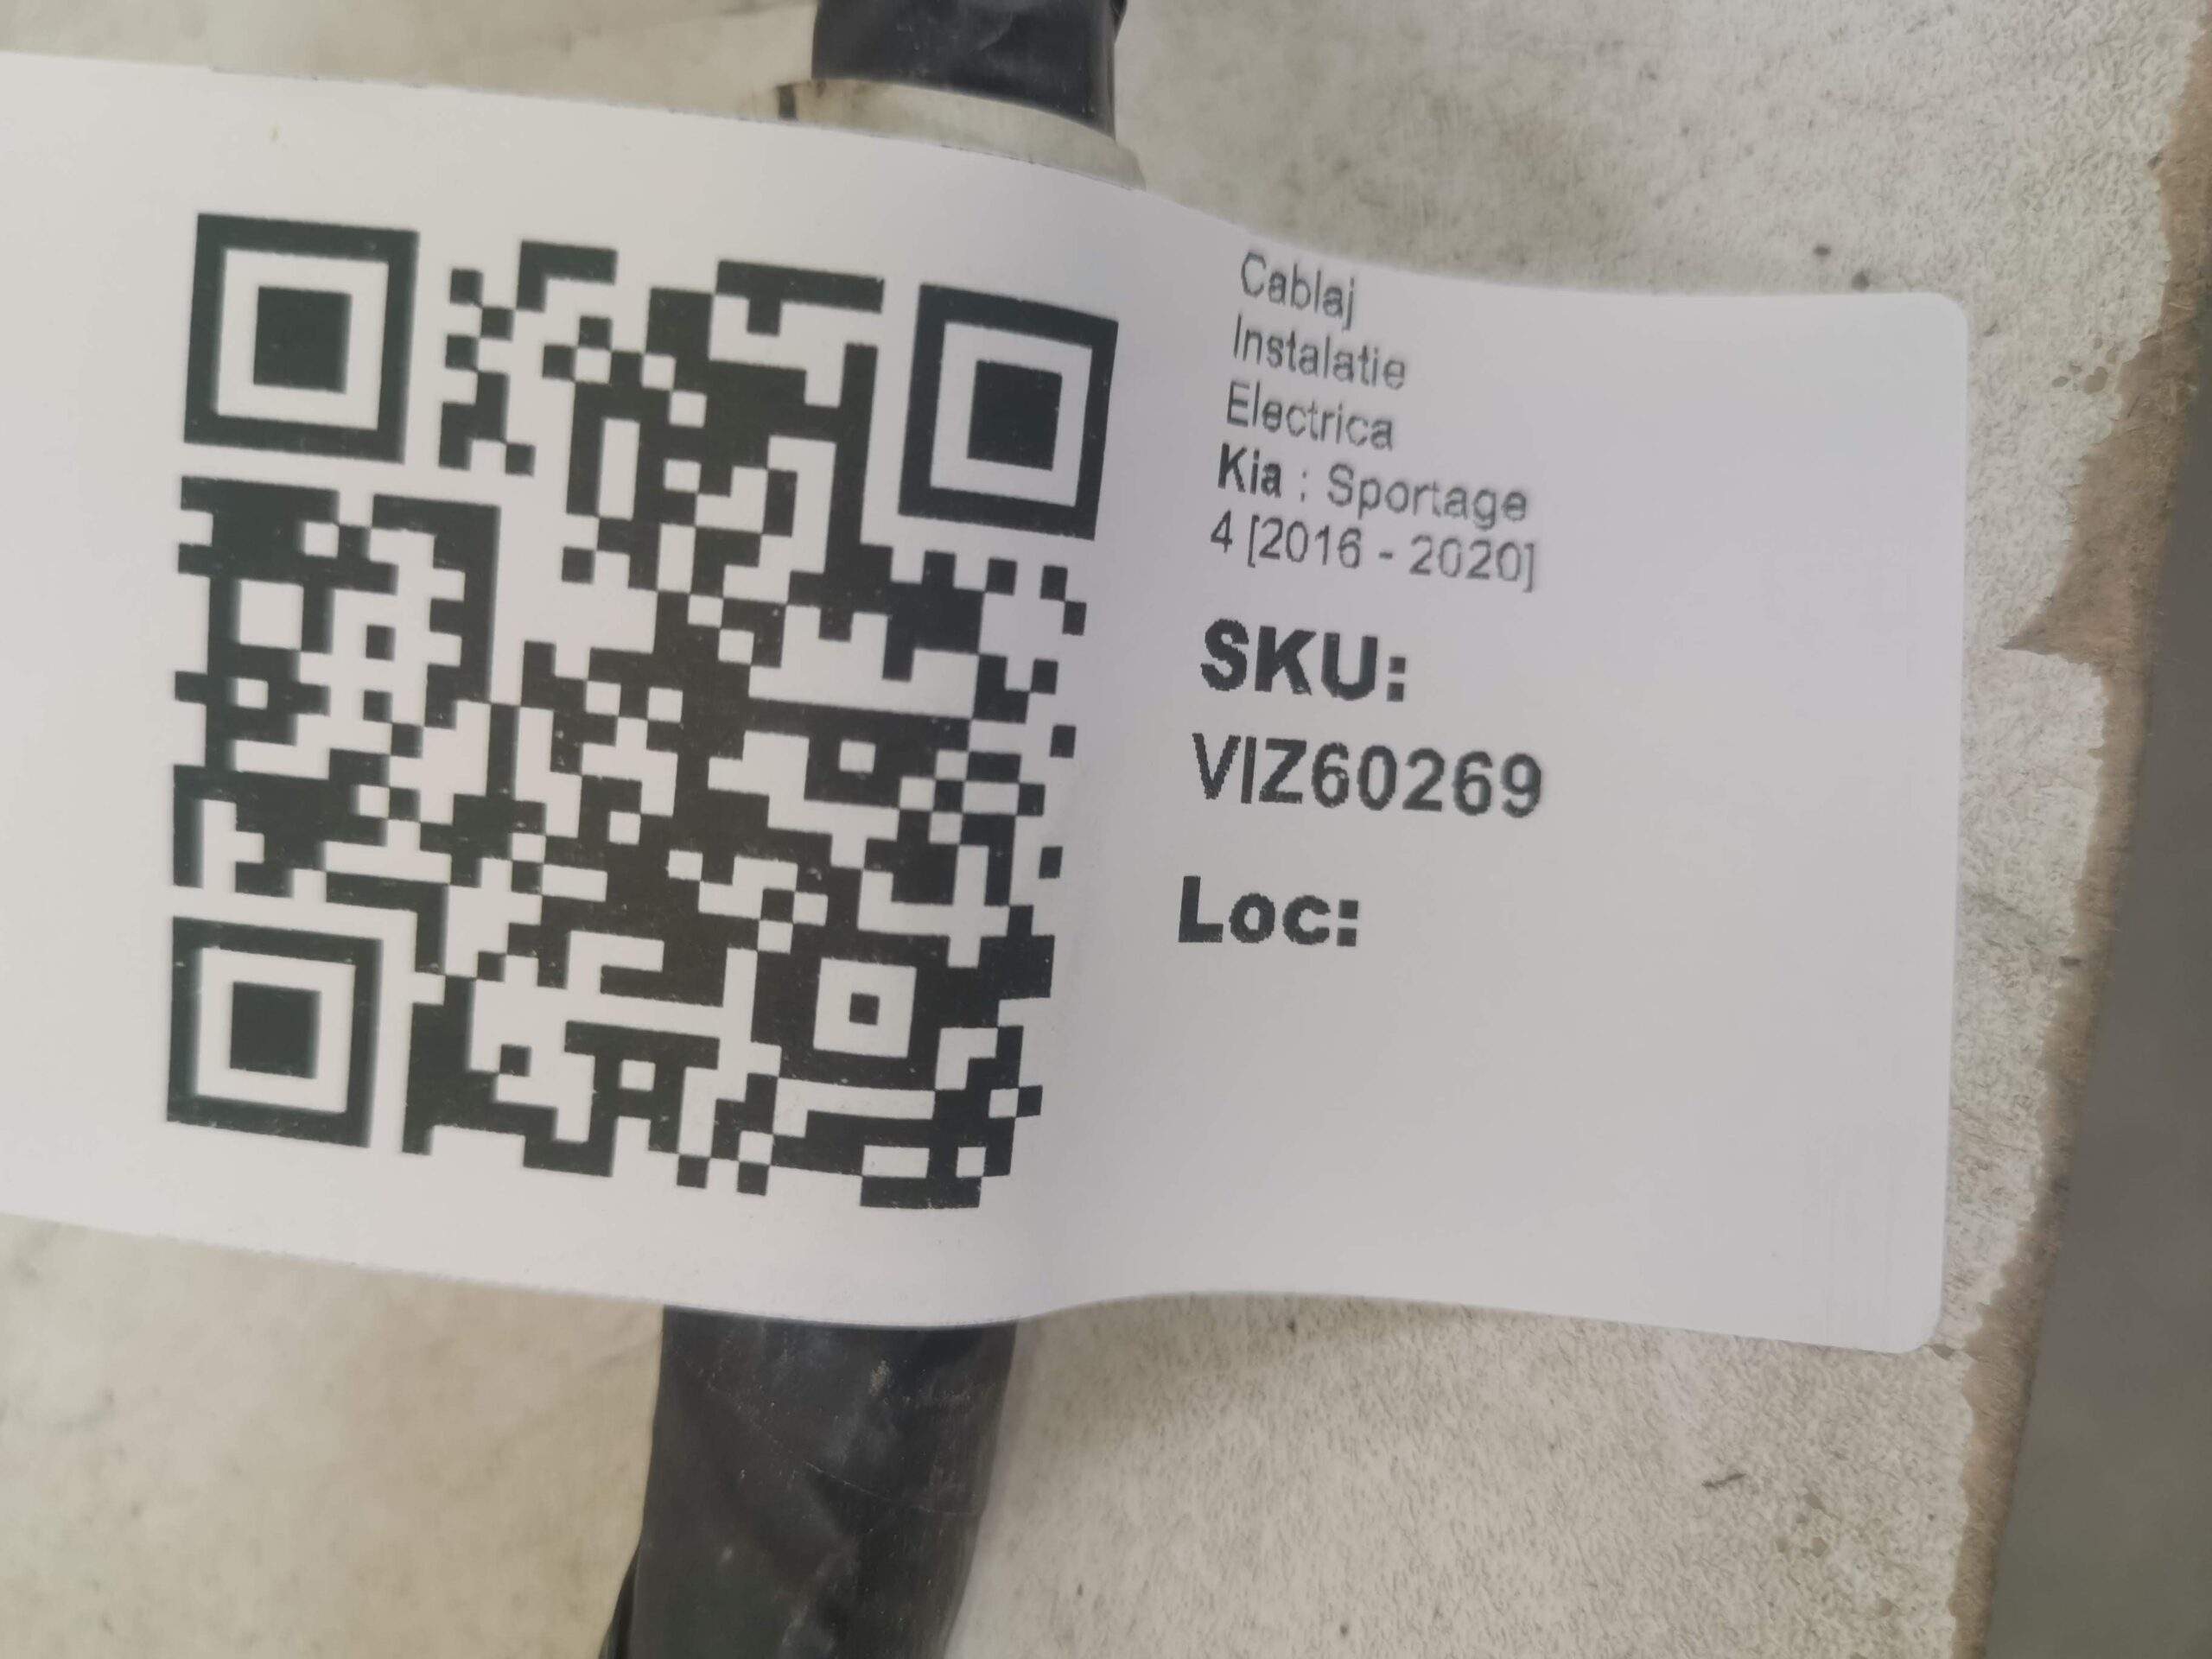 Cablaj
Instalatie
Electrica
Kia : Sportage
4 [2016 - 2020]
SKU:
VIZ60269
Loc: